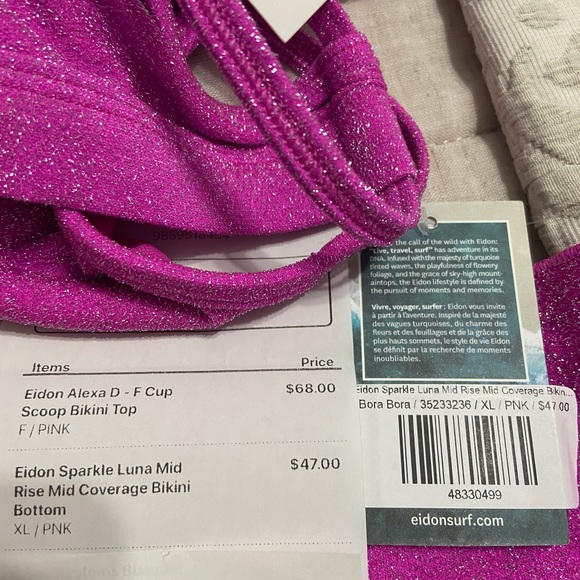 the call of the wild with Eidon:
"Live, travel, surf" has adventure in its
DNA. Infused with the majesty of turquoise
tinted waves, the playfulness of flowery
foliage, and the grace of sky-high mount-
aintops, the Eidon lifestyle is defined by
the pursuit of moments and memories.
Vivre, voyager, surfer : Eidon vous invite
à partir à l'aventure. Inspiré de la majesté
des vagues turquoises, du charme des
fleurs et des feuillages et de la grâce des
plus hauts sommets, le style de vie Eidon
se définit par la recherche de moments
inoubliables.
Items Price
Eidon Alexa D - F Cup $68.00
Scoop Bikini Top
F / PINK
Eidon Sparkle Luna Mid $47.00
Rise Mid Coverage Bikini
Bottom
XL / PNK
Eidon Sparkle Luna Mid Rise Mid Coverage Bikin...
Bora Bora / 35233236 / XL / PNK / $47.00
48330499
eidonsurf.com